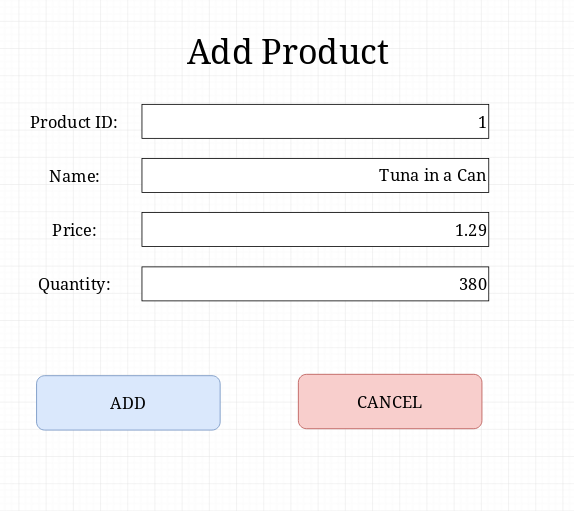 Add Product
Product ID: 1
Name: Tuna in a Can
Price: 1.29
Quantity: 380
ADD CANCEL